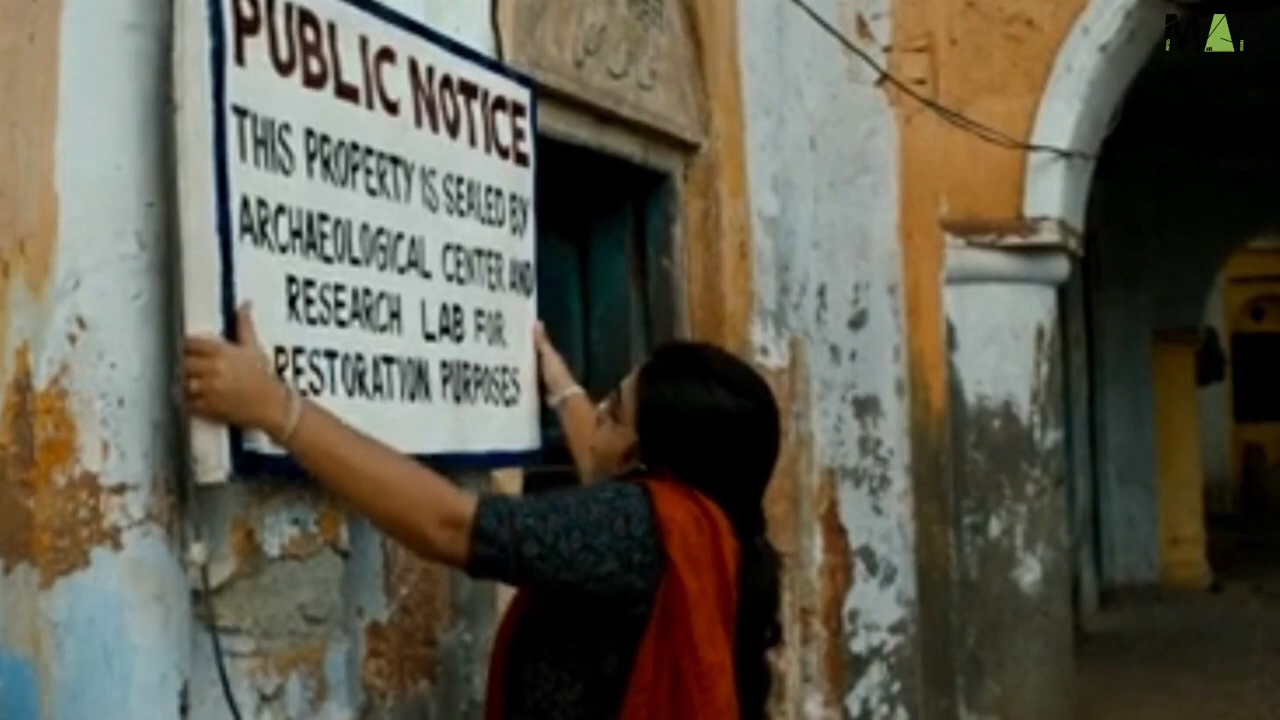 PUBLIC NOTICE
THIS PROPERTY IS SEALED BY
ARCHAEOLOGICAL CENTER AND
RESEARCH LAB FOR
RESTORATION PURPOSES